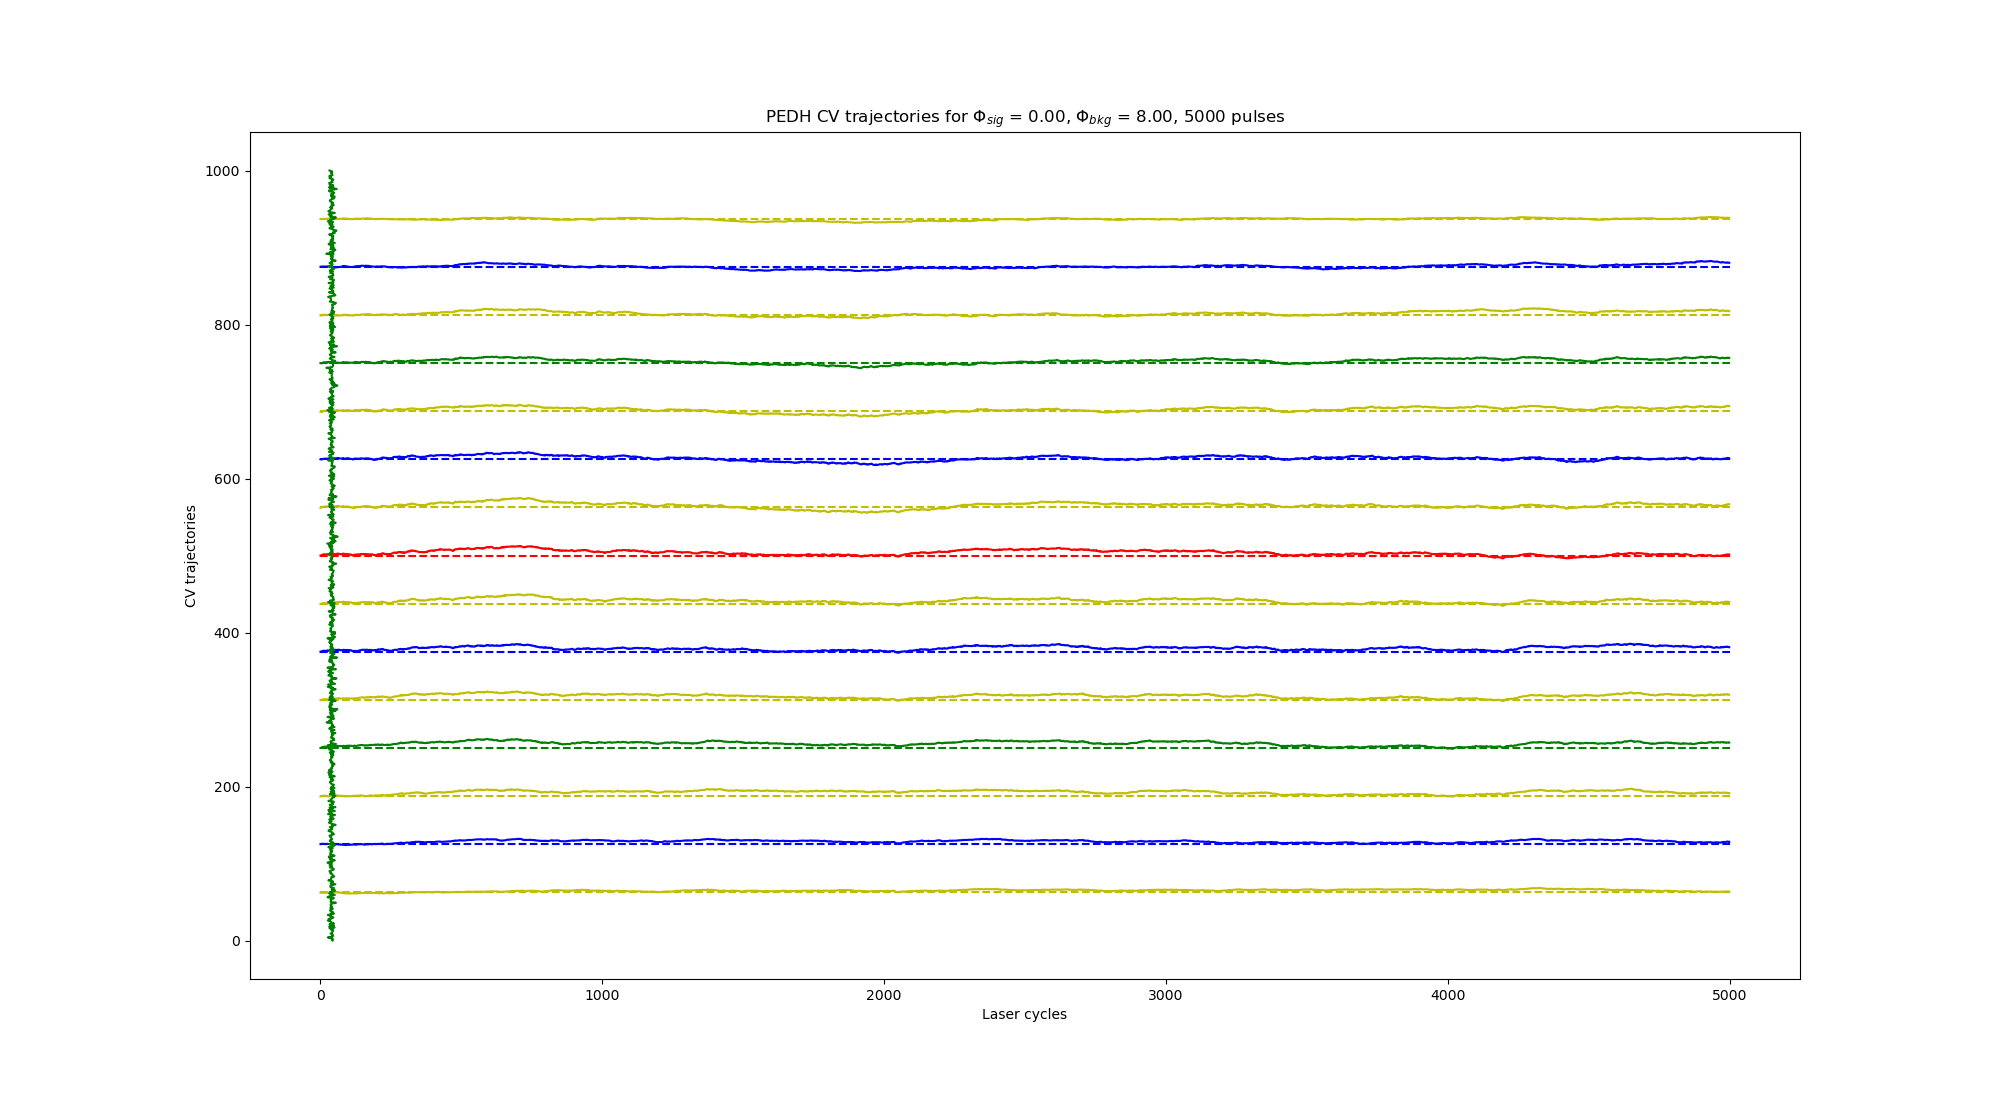 PEDH CV trajectories for Φsig = 0.00, Φbkg = 8.00, 5000 pulses
1000
800
600
400
200
0
CV trajectories
0 1000 2000 3000 4000 5000
Laser cycles